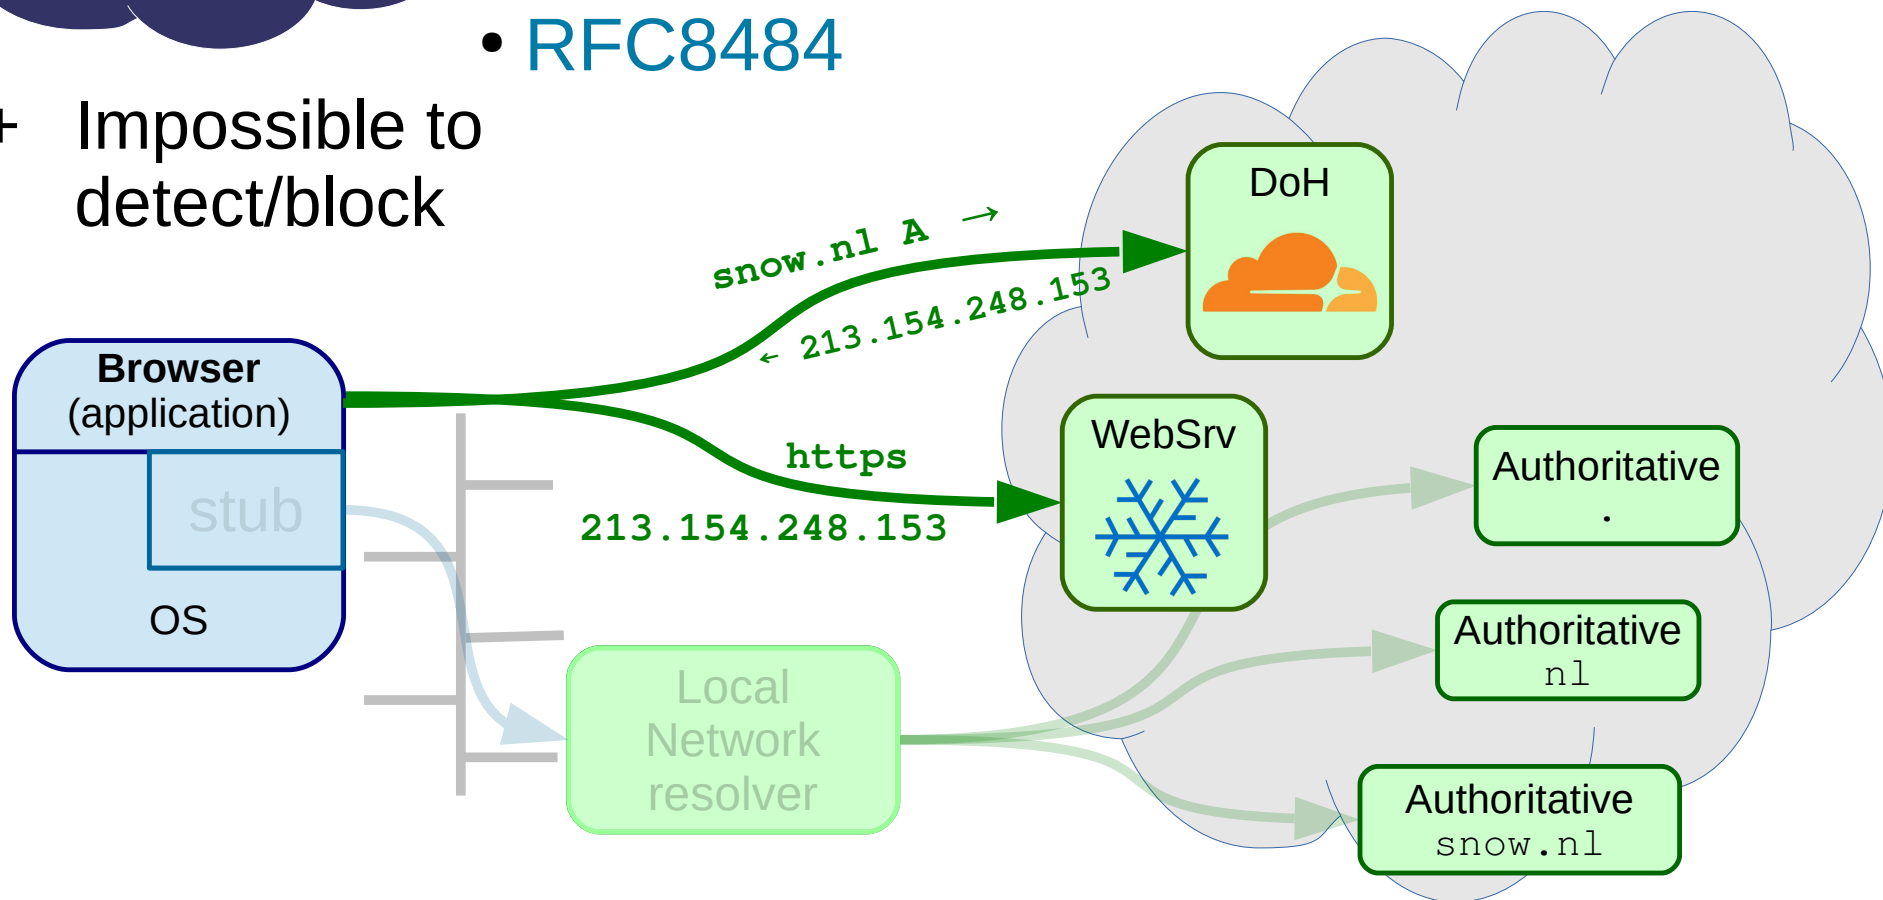 • RFC8484
+ Impossible to
detect/block
DoH
snow.nl A →
← 213.154.248.153
Browser
(application)
stub
OS
https
213.154.248.153
WebSrv
Authoritative
.
Authoritative
nl
Local
Network
resolver
Authoritative
snow.nl